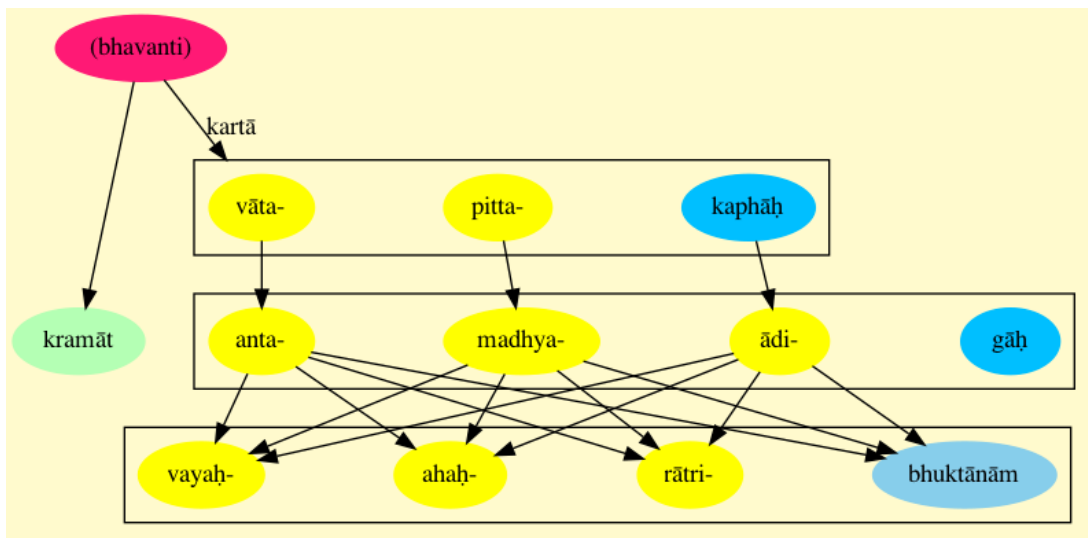 (bhavanti)
kartā
vāta- pitta- kaphāḥ
kramāt anta- madhya- ādi- gāḥ
vayaḥ- ahaḥ- rātri- bhuktānām